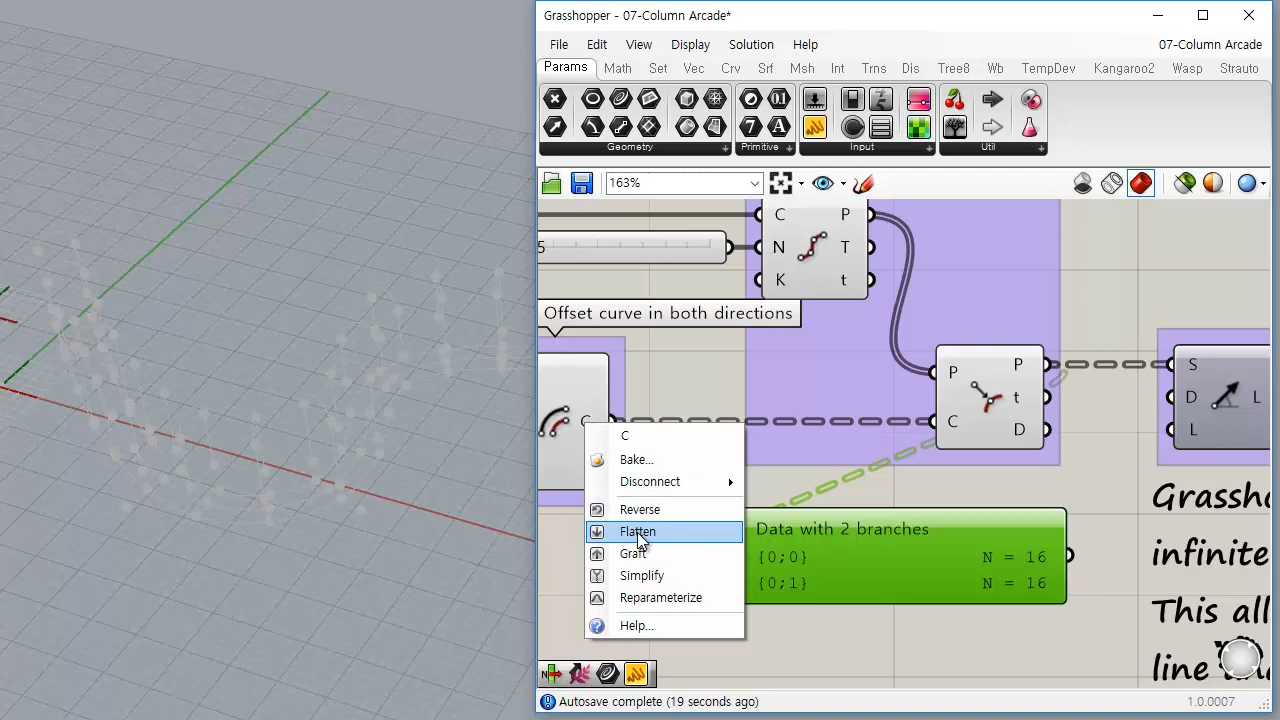 Grasshopper - 07-Column Arcade*
File Edit View Display Solution Help 07-Column Arcade
Params Math Set Vec Crv Srf Msh Int Trns Dis Tree8 Wb TempDev Kangaroo2 Wasp Strauto
Geometry Primitive Input Util
163%
C P
5 N T
K t
Offset curve in both directions
P P S
C t D L
C D L
C
Bake...
Disconnect
Reverse
Flatten
Graft
Simplify
Reparameterize
Help...
Data with 2 branches
{0;0} N = 16
{0;1} N = 16
infinite
This all
Autosave complete (19 seconds ago) 1.0.0007